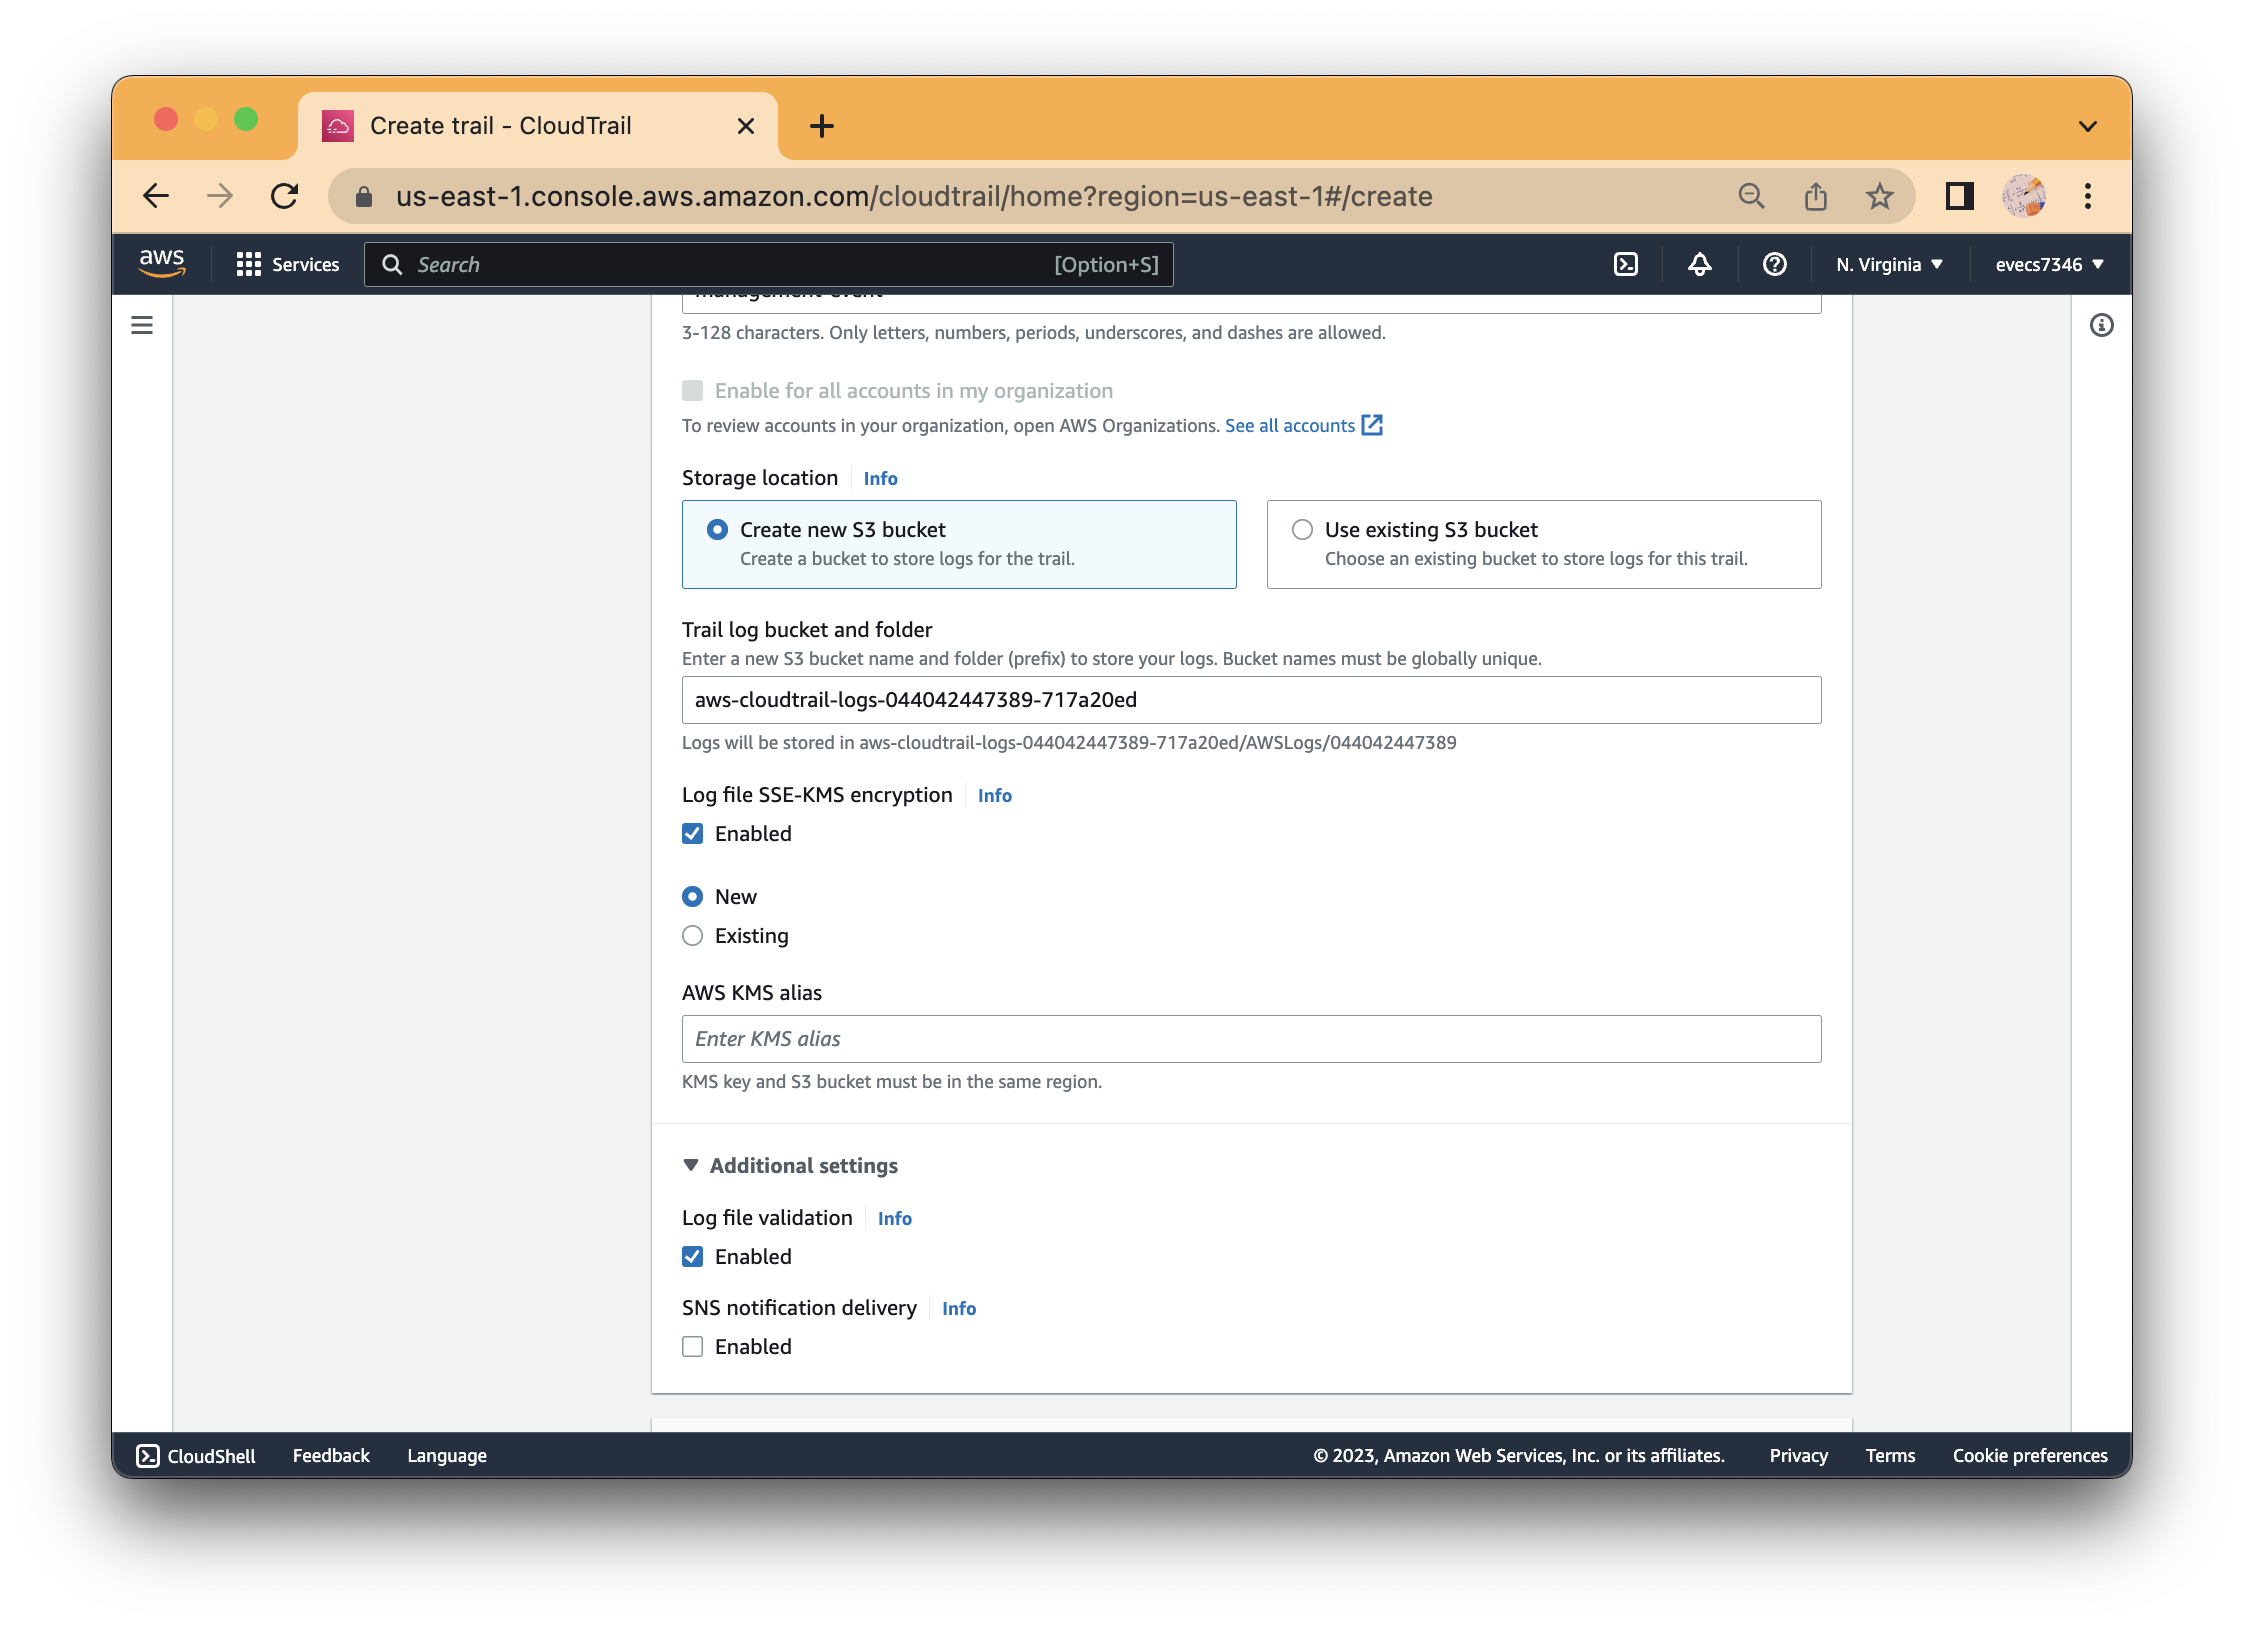 Create trail - CloudTrail
us-east-1.console.aws.amazon.com/cloudtrail/home?region=us-east-1#/create
aws Services Search [Option+S] N. Virginia evecs7346
management-event
3-128 characters. Only letters, numbers, periods, underscores, and dashes are allowed.
Enable for all accounts in my organization
To review accounts in your organization, open AWS Organizations. See all accounts
Storage location Info
Create new S3 bucket
Create a bucket to store logs for the trail.
Use existing S3 bucket
Choose an existing bucket to store logs for this trail.
Trail log bucket and folder
Enter a new S3 bucket name and folder (prefix) to store your logs. Bucket names must be globally unique.
aws-cloudtrail-logs-044042447389-717a20ed
Logs will be stored in aws-cloudtrail-logs-044042447389-717a20ed/AWSLogs/044042447389
Log file SSE-KMS encryption Info
Enabled
New
Existing
AWS KMS alias
Enter KMS alias
KMS key and S3 bucket must be in the same region.
Additional settings
Log file validation Info
Enabled
SNS notification delivery Info
Enabled
CloudShell Feedback Language © 2023, Amazon Web Services, Inc. or its affiliates. Privacy Terms Cookie preferences